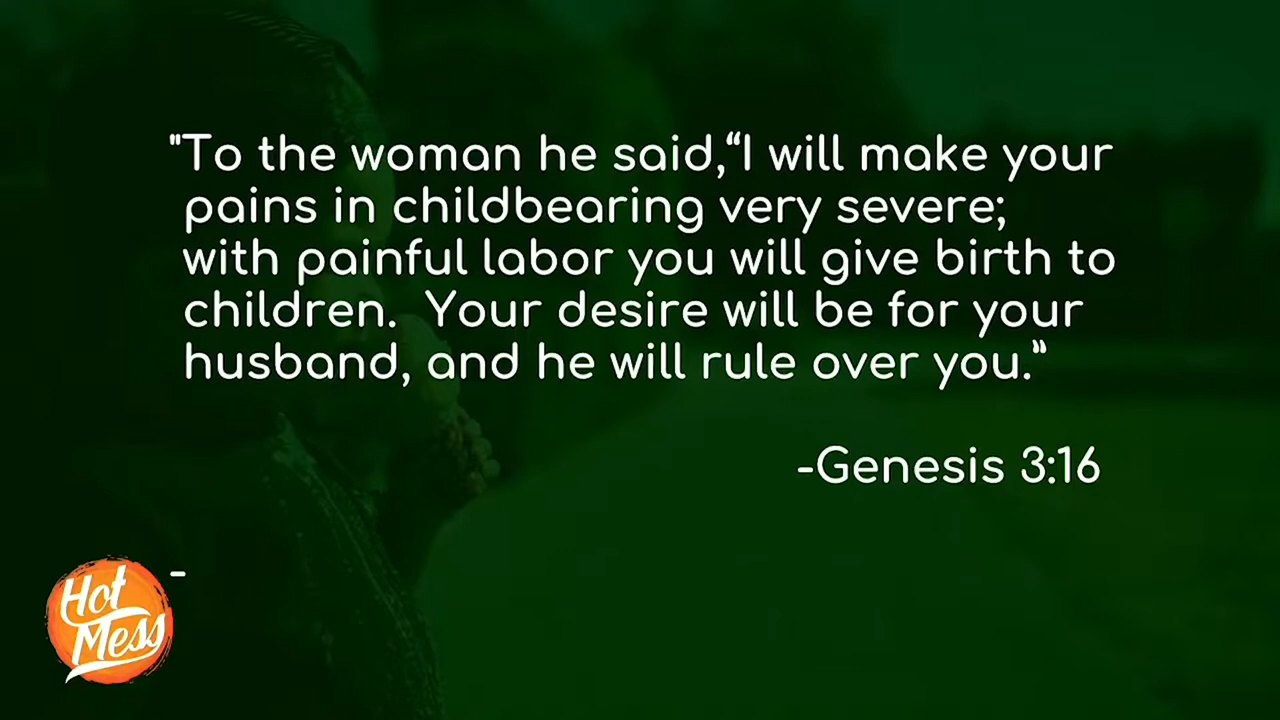 "To the woman he said,“I will make your
pains in childbearing very severe;
with painful labor you will give birth to
children.  Your desire will be for your
husband, and he will rule over you.”
-Genesis 3:16
-
Hot
Mess